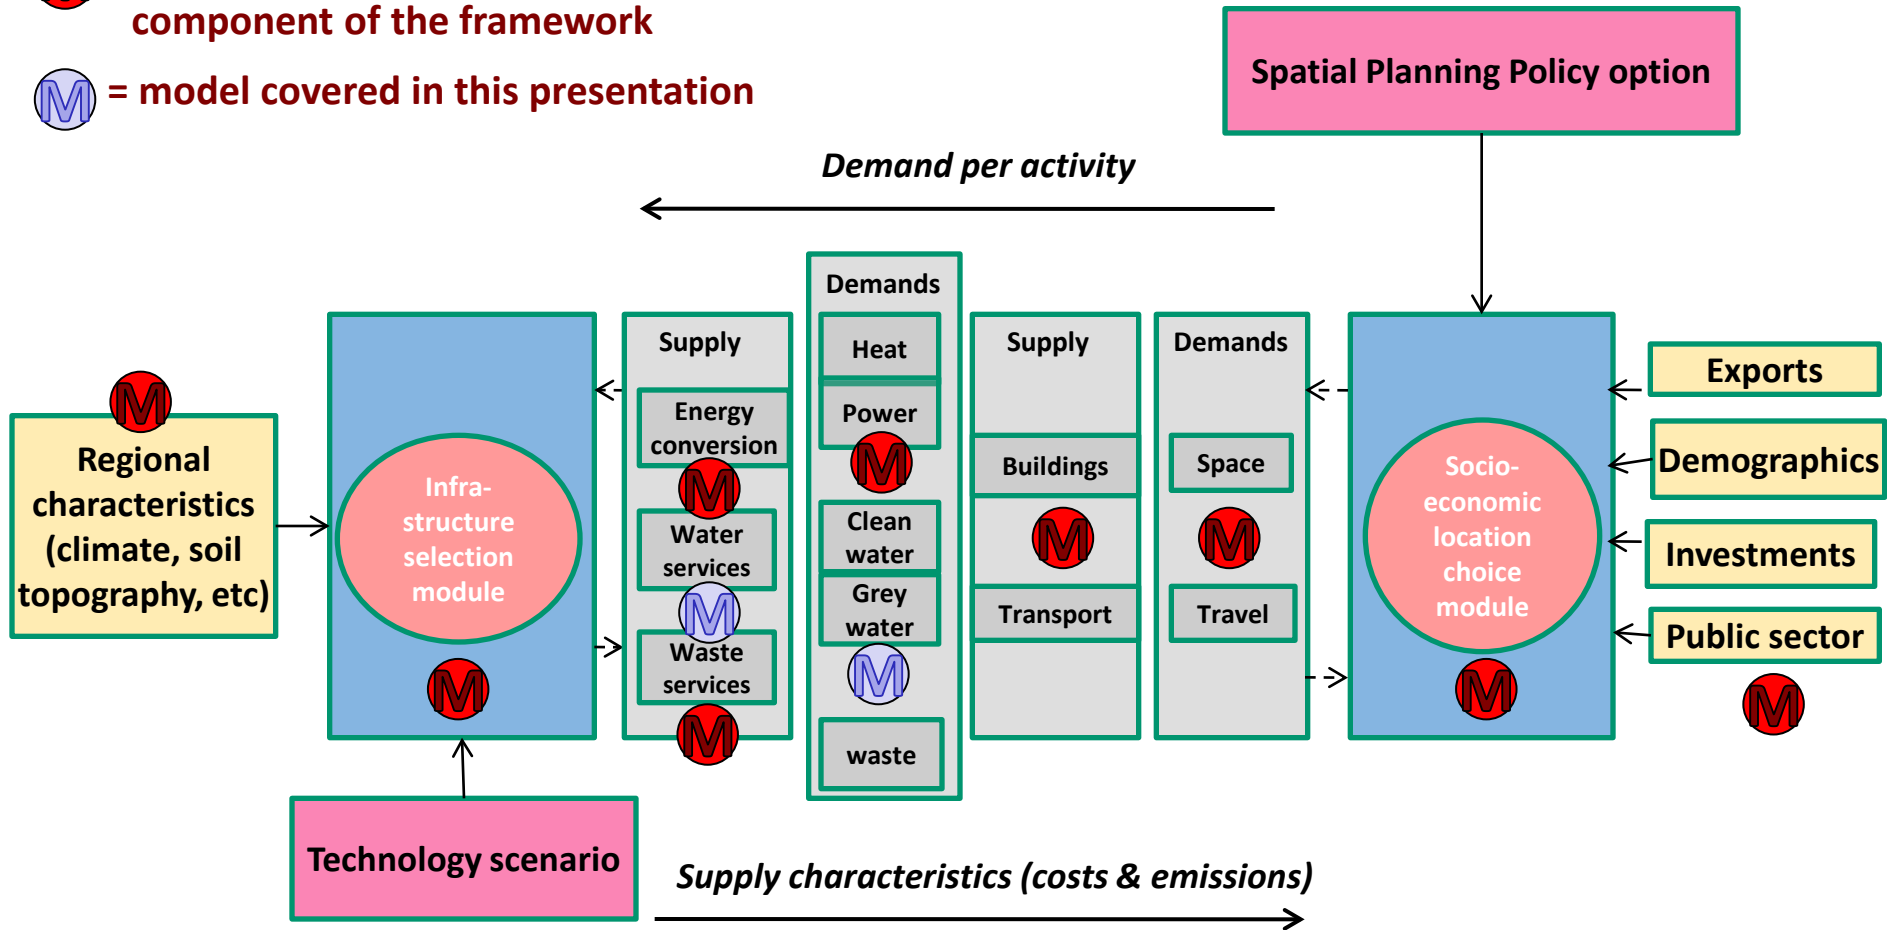 component of the framework
M = model covered in this presentation
Spatial Planning Policy option
Demand per activity
Demands
Supply
Heat
Supply
Demands
Exports
M
Energy
conversion
Power
Regional
characteristics
(climate, soil
topography, etc)
M
M
Buildings
Space
Demographics
Infra-
structure
selection
module
Socio-
economic
location
choice
module
Water
services
Clean
water
M
M
Investments
M
Grey
water
Transport
Travel
Public sector
Waste
services
M
M
M
M
M
M
waste
Technology scenario
Supply characteristics (costs & emissions)